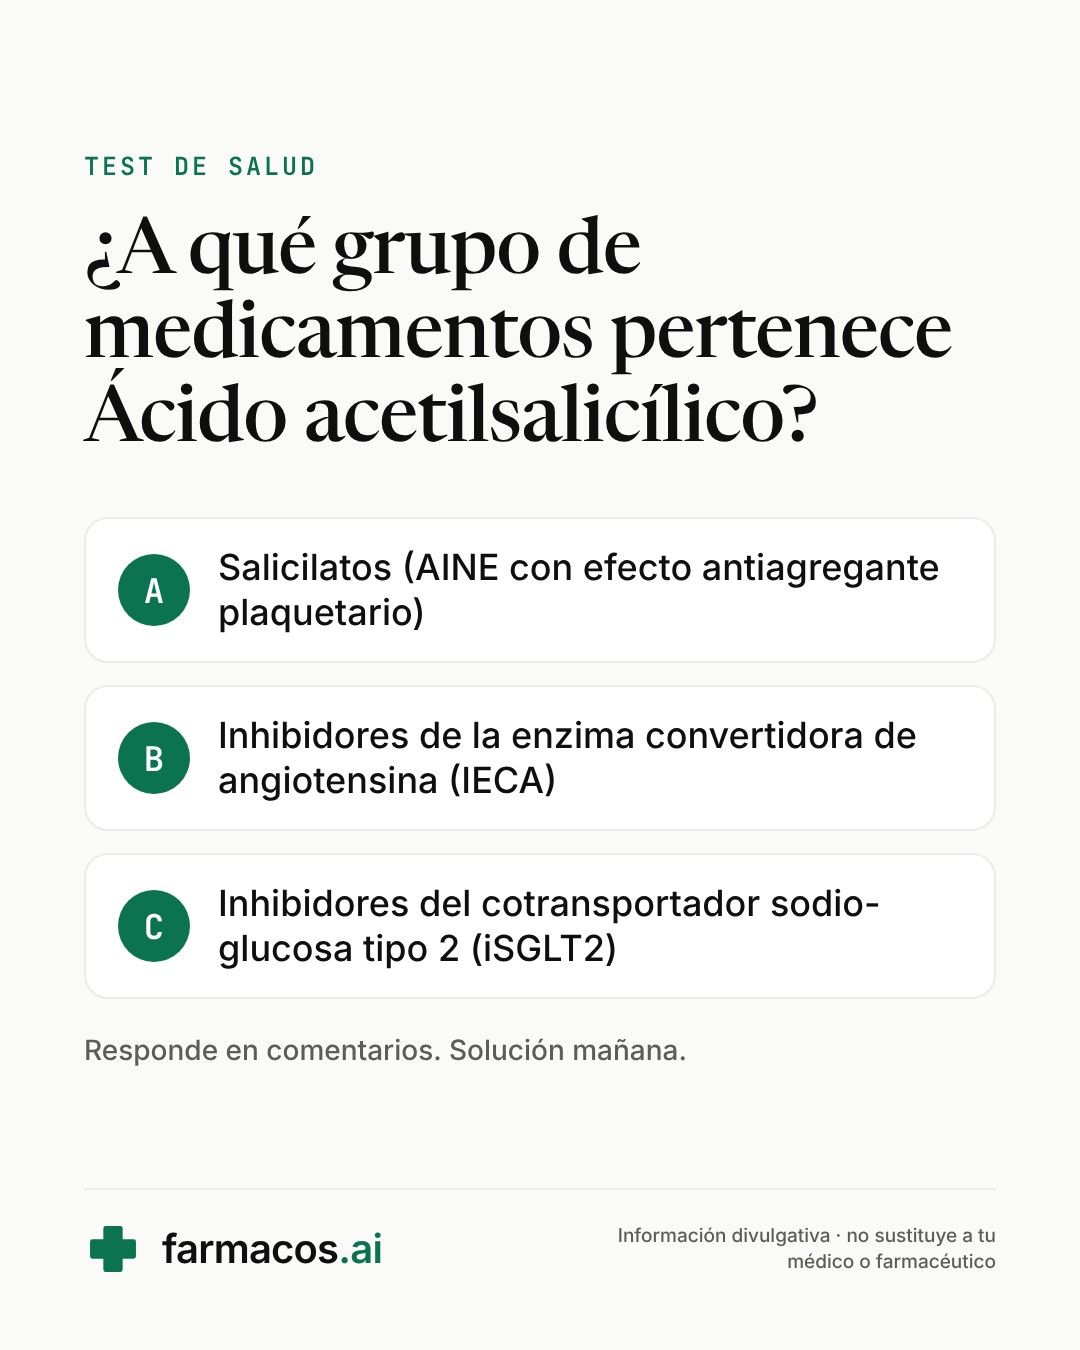 TEST DE SALUD
¿A qué grupo de
medicamentos pertenece
Ácido acetilsalicílico?
A
Salicilatos (AINE con efecto antiagregante
plaquetario)
B
Inhibidores de la enzima convertidora de
angiotensina (IECA)
C
Inhibidores del cotransportador sodio-
glucosa tipo 2 (iSGLT2)
Responde en comentarios. Solución mañana.
farmacos.ai
Información divulgativa · no sustituye a tu
médico o farmacéutico